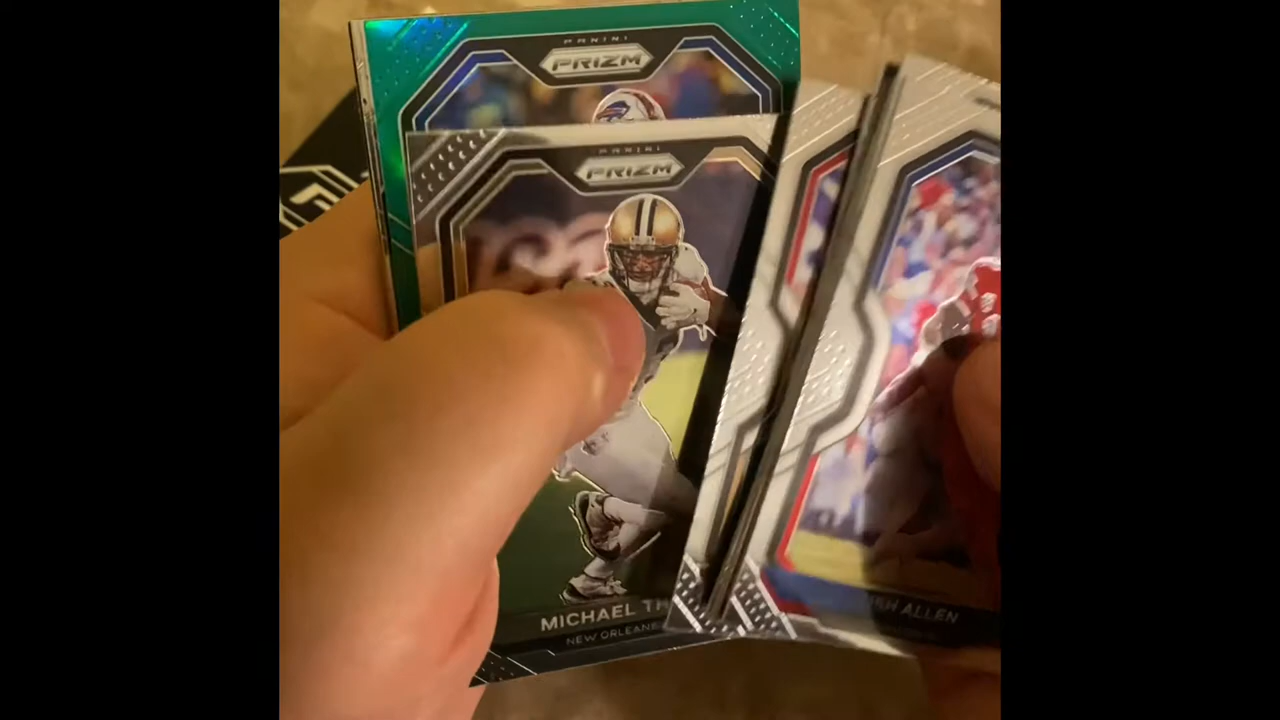 PANINI
PRIZM
PANINI
PRIZM
MICHAEL TH
NEW ORLEANS
SH ALLEN